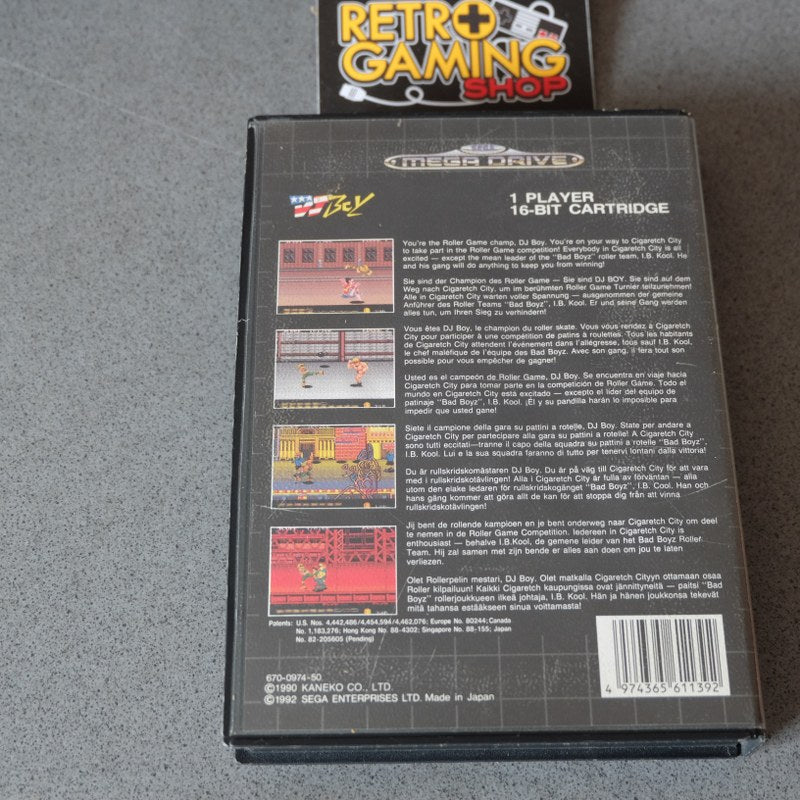 RETRO
GAMING
SHOP
SEGA
MEGA DRIVE
DJ Boy
1 PLAYER
16-BIT CARTRIDGE
You're the Roller Game champ, DJ Boy. You're on your way to Cigaretch City
to take part in the Roller Game competition! Everybody in Cigaretch City is all
excited — except the mean leader of the "Bad Boyz" roller team, I.B. Kool. He
and his gang will do anything to keep you from winning!
Sie sind der Champion des Roller Game — Sie sind DJ BOY. Sie sind auf dem
Weg nach Cigaretch City, um im berühmten Roller Game Turnier teilzunehmen!
Alle in Cigaretch City warten voller Spannung — ausgenommen der gemeine
Anführer des Roller Teams "Bad Boyz", I.B. Kool. Er und seine Gang werden
alles tun, um Ihren Sieg zu verhindern!
Vous êtes DJ Boy, le champion du roller skate. Vous vous rendez à Cigaretch
City pour participer à une compétition de patins à roulettes. Tous les habitants
de Cigaretch City attendent l'événement dans l'allégresse, tous sauf I.B. Kool,
le chef maléfique de l'équipe des Bad Boyz. Avec son gang, il fera tout son
possible pour vous empêcher de gagner!
Usted es el campeón de Roller Game, DJ Boy. Se encuentra en viaje hacia
Cigaretch City para tomar parte en la competición de Roller Game. Todo el
mundo en Cigaretch City está excitado — excepto el líder del equipo de
patinaje "Bad Boyz", I.B. Kool. ¡Él y su pandilla harán lo imposible para
impedir que usted gane!
Siete il campione della gara su pattini a rotelle, DJ Boy. State per andare a
Cigaretch City per partecipare alla gara su pattini a rotelle! A Cigaretch City
sono tutti eccitati—tranne il capo della squadra su pattini a rotelle "Bad Boyz",
I.B. Kool. Lui e la sua squadra faranno di tutto per tenervi lontani dalla vittoria!
Du är rullskridskomästaren DJ Boy. Du är på väg till Cigaretch City för att vara
med i rullskridskotävlingen! Alla i Cigaretch City är fulla av förväntan — alla
utom den elake ledaren för rullskridskogänget "Bad Boyz", I.B. Kool. Han och
hans gäng kommer att göra allt de kan för att stoppa dig från att vinna
rullskridskotävlingen!
Jij bent de rollende kampioen en je bent onderweg naar Cigaretch City om deel
te nemen in de Roller Game Competition. Iedereen in Cigaretch City is
enthousiast — behalve I.B.Kool, de gemene leider van het Bad Boyz Roller
Team. Hij zal samen met zijn bende er alles aan doen om jou te laten
verliezen.
Olet Rollerpelin mestari, DJ Boy. Olet matkalla Cigaretch Cityyn ottamaan osaa
Roller kilpailuun! Kaikki Cigaretch kaupungissa ovat jännittyneitä — paitsi "Bad
Boyz" rollerjoukkueen ilkeä johtaja, I.B. Kool. Hän ja hänen joukkonsa tekevät
mitä tahansa estääkseen sinua voittamasta!
Patents: U.S. Nos. 4,442,486/4,454,594/4,462,076; Europe No. 80244; Canada
No. 1,183,276; Hong Kong No. 88-4302; Singapore No. 88-155; Japan
No. 82-205605 (Pending)
670-0974-50
©1990 KANEKO CO., LTD.
©1992 SEGA ENTERPRISES LTD. Made in Japan
4 974365 611392